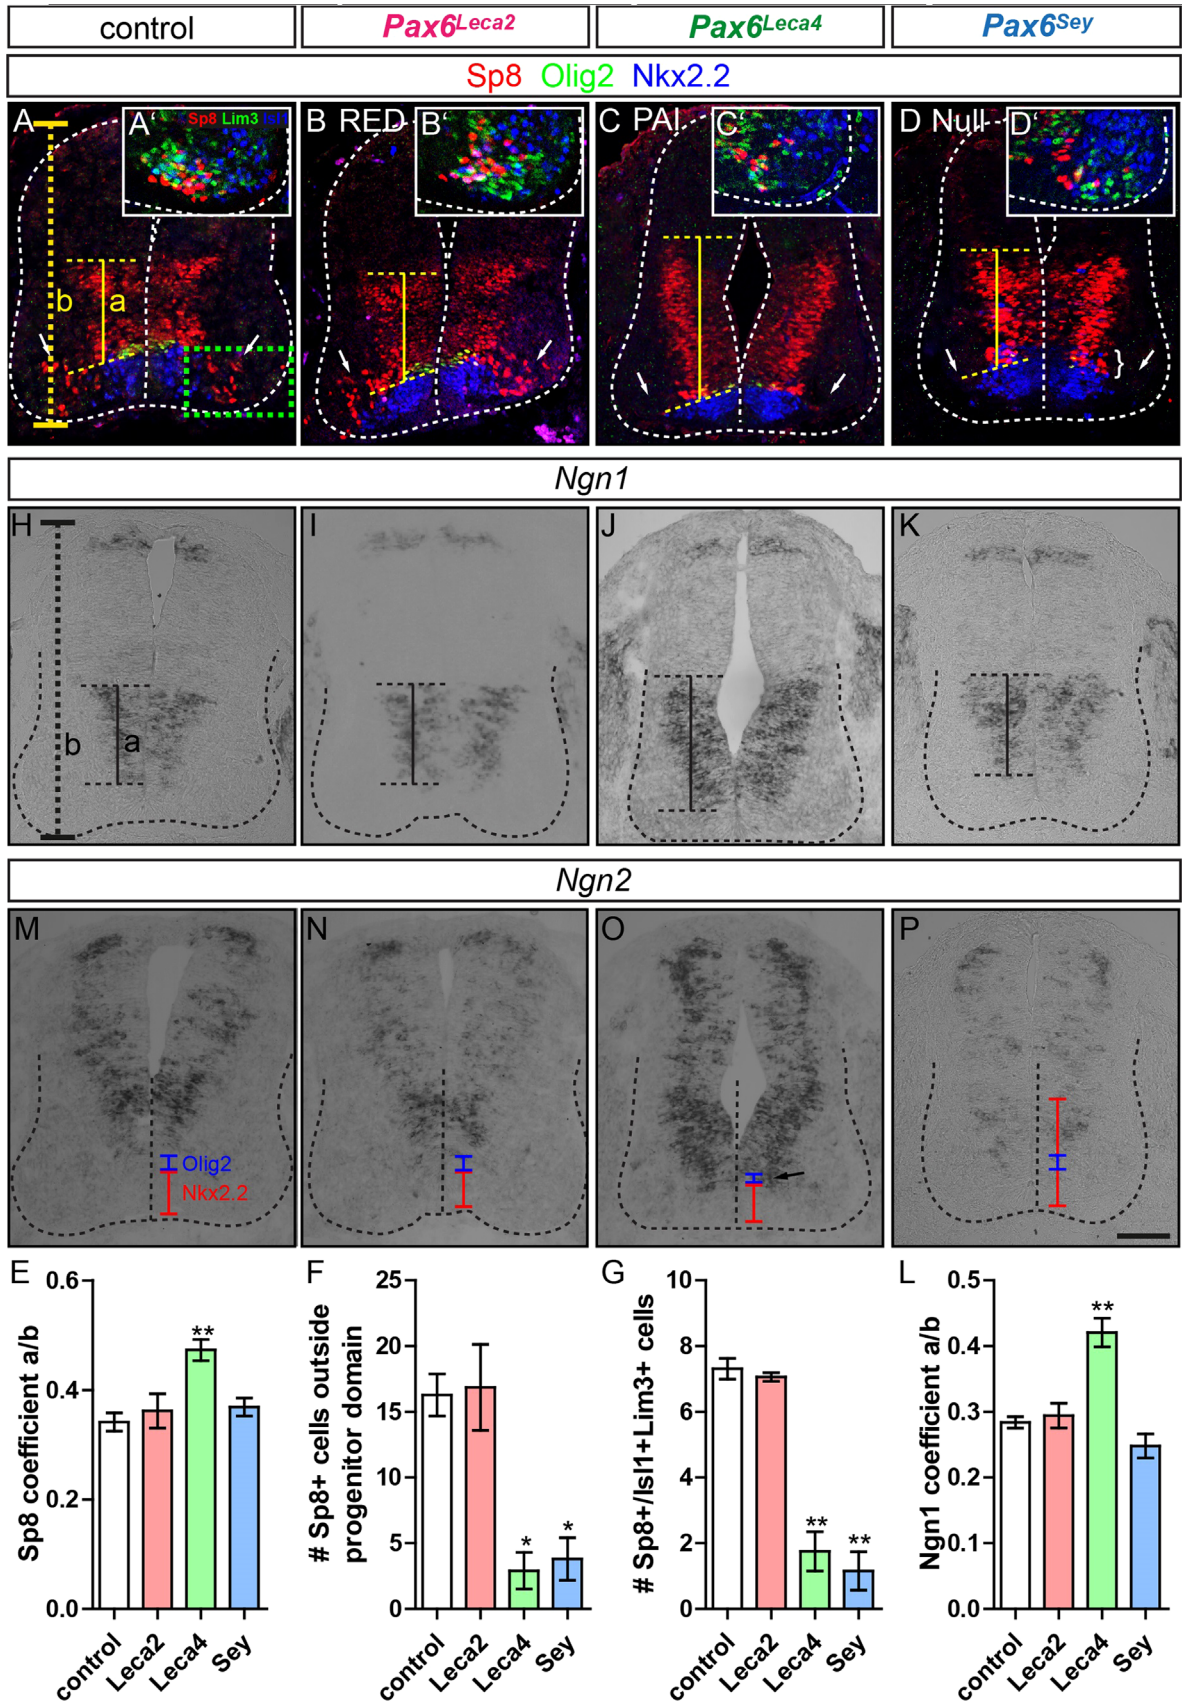 control Pax6Leca2 Pax6Leca4 Pax6Sey
Sp8 Olig2 Nkx2.2
A A' Sp8 Lim3 Isl1 B RED B' C PAI C' D Null D'
b a }
Ngn1
H I J K
b a
Ngn2
M N O P
Olig2
Nkx2.2
E F G L
Sp8 coefficient a/b
0.6
0.4
0.2
0.0
control Leca2 Leca4 Sey
**
# Sp8+ cells outside
progenitor domain
25
20
15
10
5
0
control Leca2 Leca4 Sey
* *
# Sp8+/Isl1+Lim3+ cells
10
8
6
4
2
0
control Leca2 Leca4 Sey
** **
Ngn1 coefficient a/b
0.5
0.4
0.3
0.2
0.1
0.0
control Leca2 Leca4 Sey
**